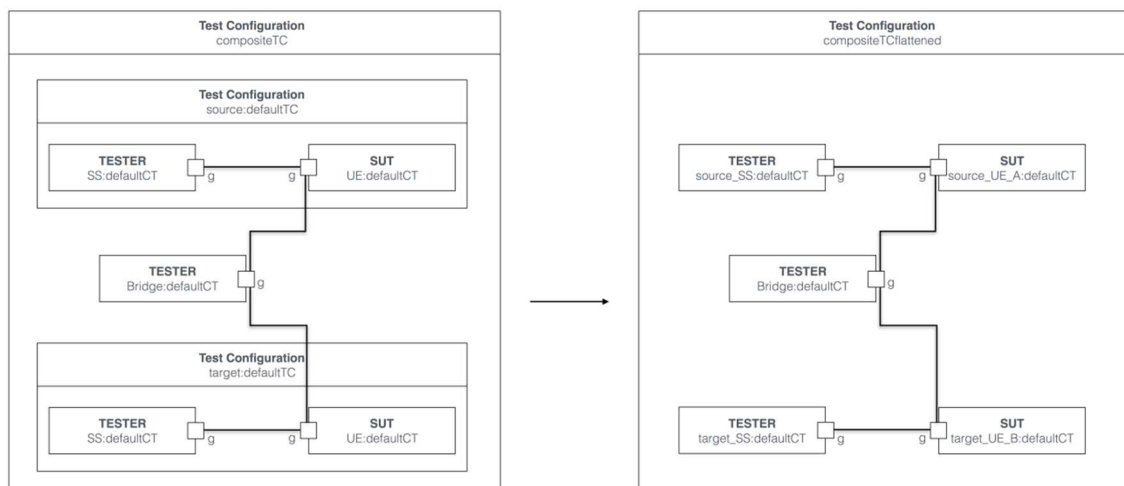 Test Configuration
compositeTC
Test Configuration
source:defaultTC
TESTER
SS:defaultCT
g
g
SUT
UE:defaultCT
TESTER
Bridge:defaultCT
g
Test Configuration
target:defaultTC
TESTER
SS:defaultCT
g
g
SUT
UE:defaultCT
Test Configuration
compositeTCflattened
TESTER
source_SS:defaultCT
g
g
SUT
source_UE_A:defaultCT
TESTER
Bridge:defaultCT
g
TESTER
target_SS:defaultCT
g
g
SUT
target_UE_B:defaultCT